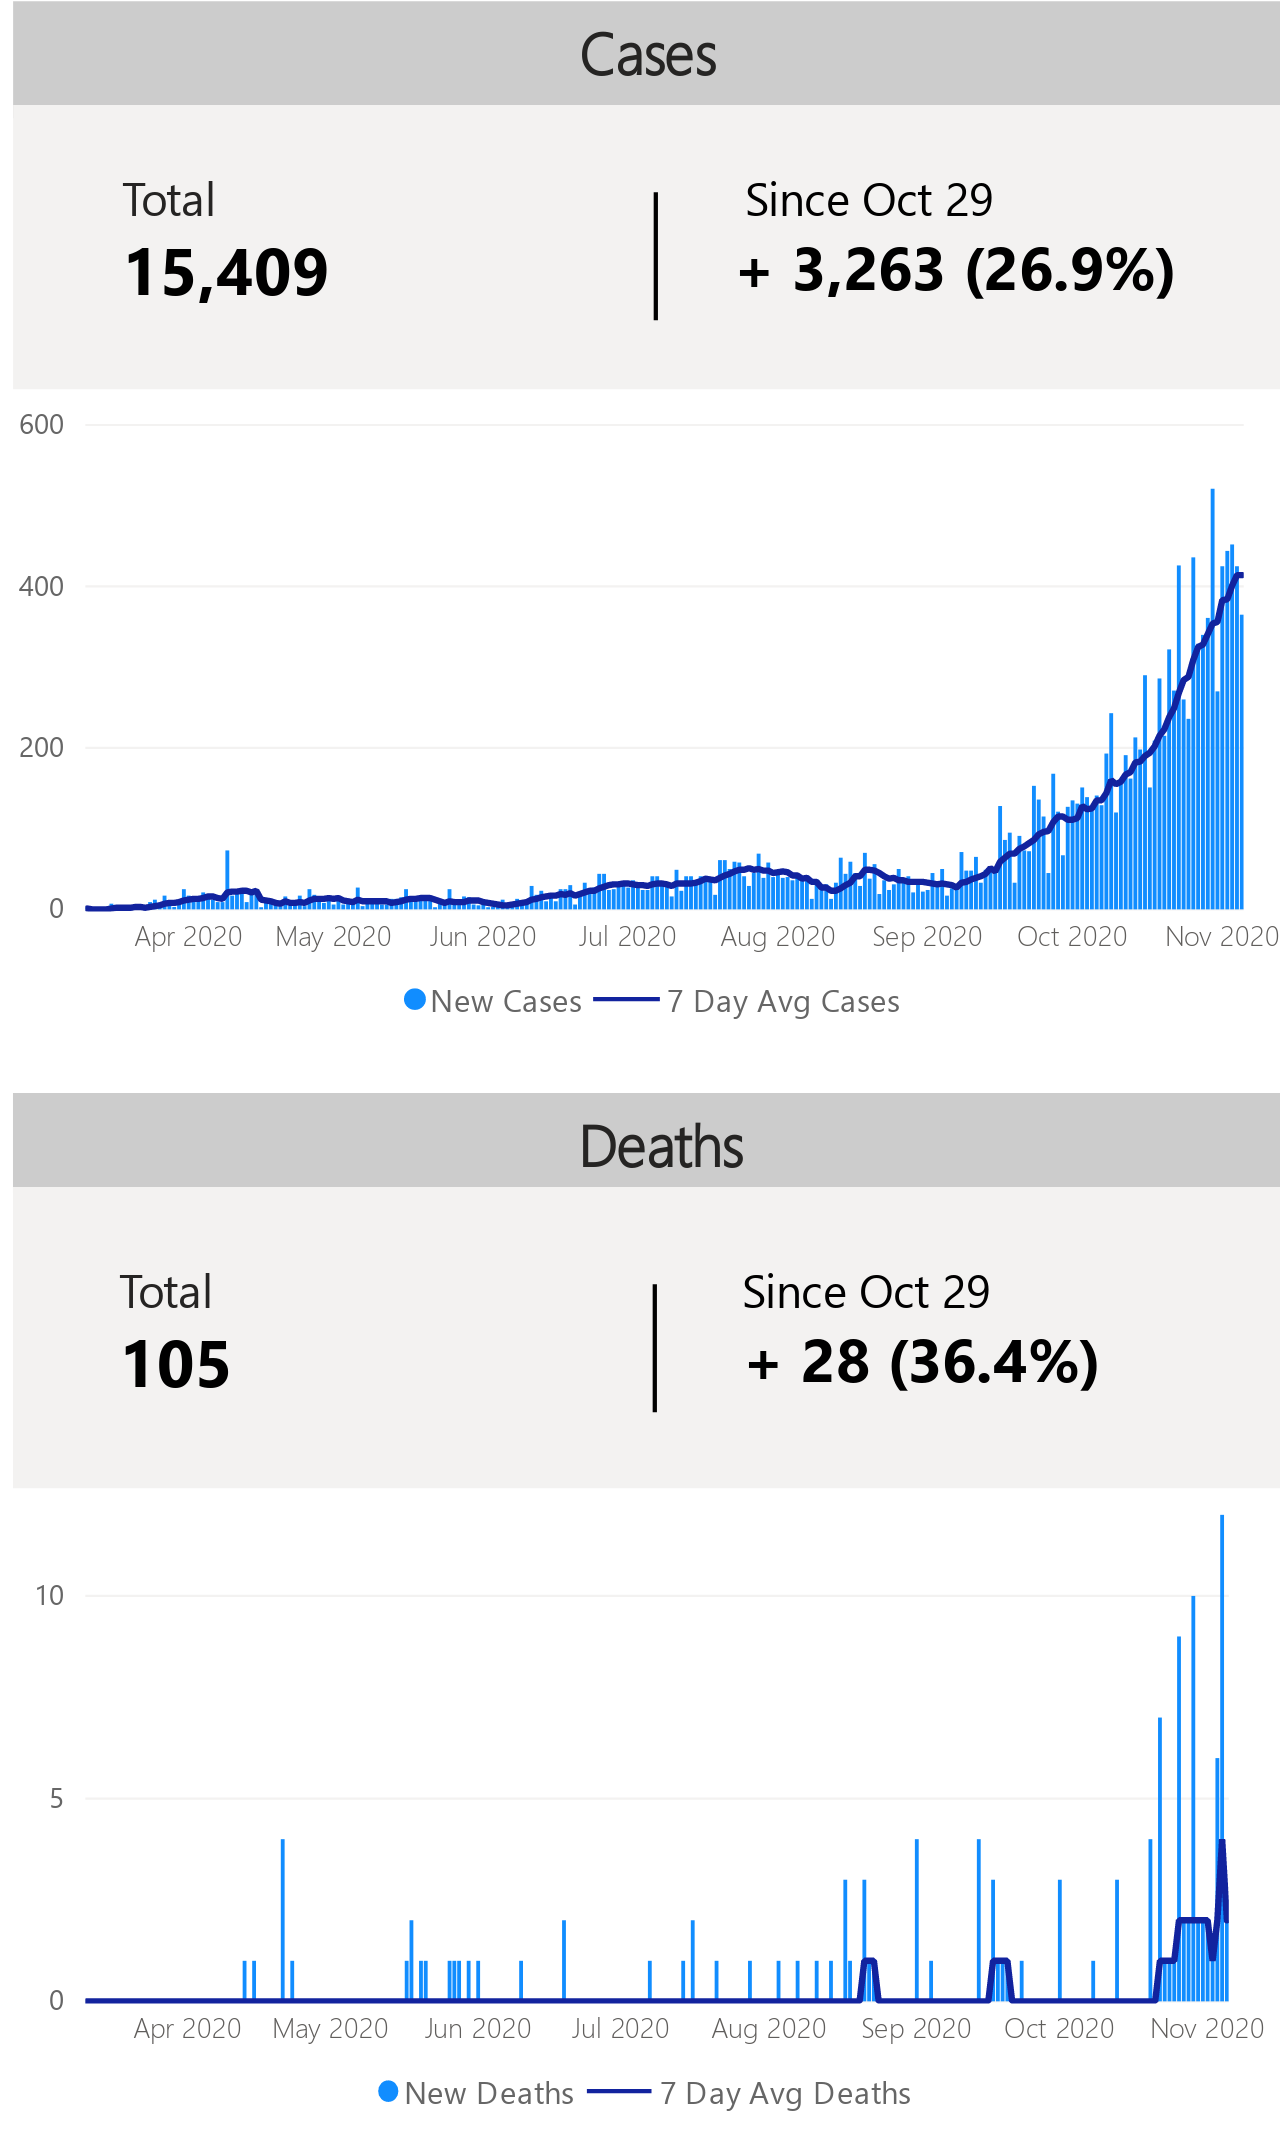 Cases
Total
Since Oct 29
15,409
+ 3,263 (26.9%)
600
400
200
0
Apr 2020 May 2020 Jun 2020 Jul 2020 Aug 2020 Sep 2020 Oct 2020 Nov 2020
New Cases 7 Day Avg Cases
Deaths
Total
Since Oct 29
105
+ 28 (36.4%)
10
5
0
Apr 2020 May 2020 Jun 2020 Jul 2020 Aug 2020 Sep 2020 Oct 2020 Nov 2020
New Deaths 7 Day Avg Deaths